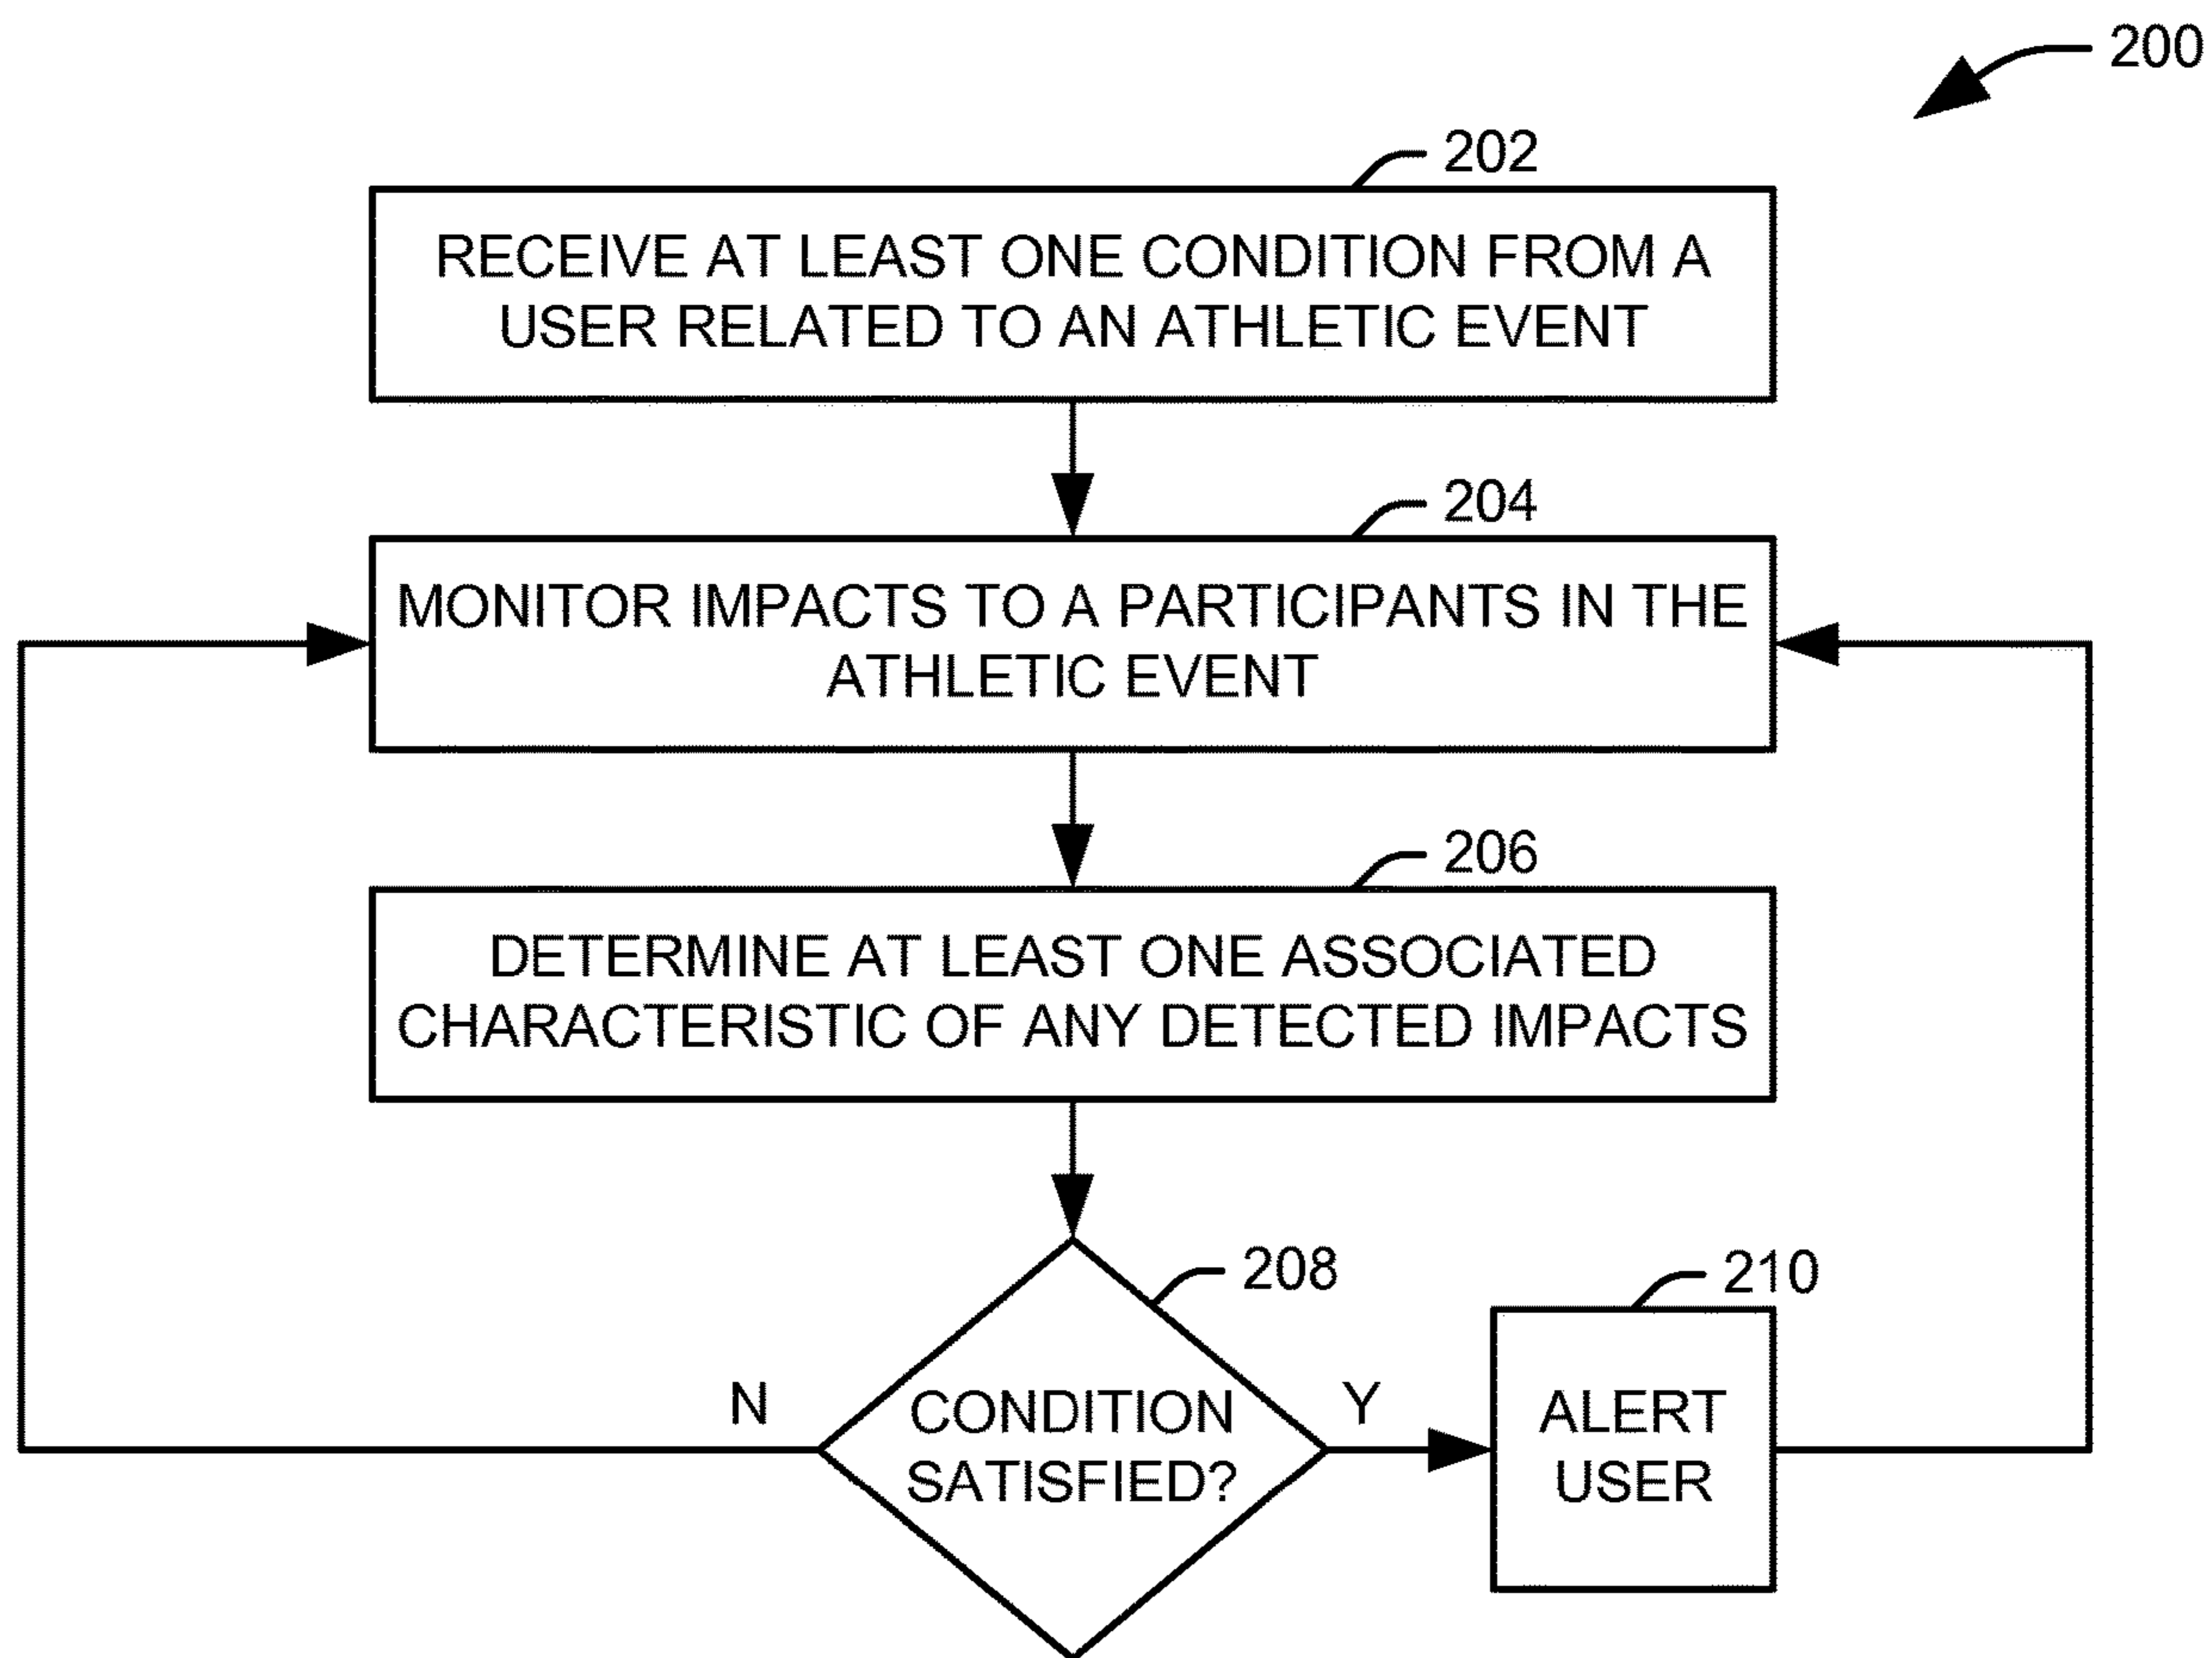 200
202
RECEIVE AT LEAST ONE CONDITION FROM A
USER RELATED TO AN ATHLETIC EVENT
204
MONITOR IMPACTS TO A PARTICIPANTS IN THE
ATHLETIC EVENT
206
DETERMINE AT LEAST ONE ASSOCIATED
CHARACTERISTIC OF ANY DETECTED IMPACTS
208
CONDITION
SATISFIED?
N
Y
210
ALERT
USER